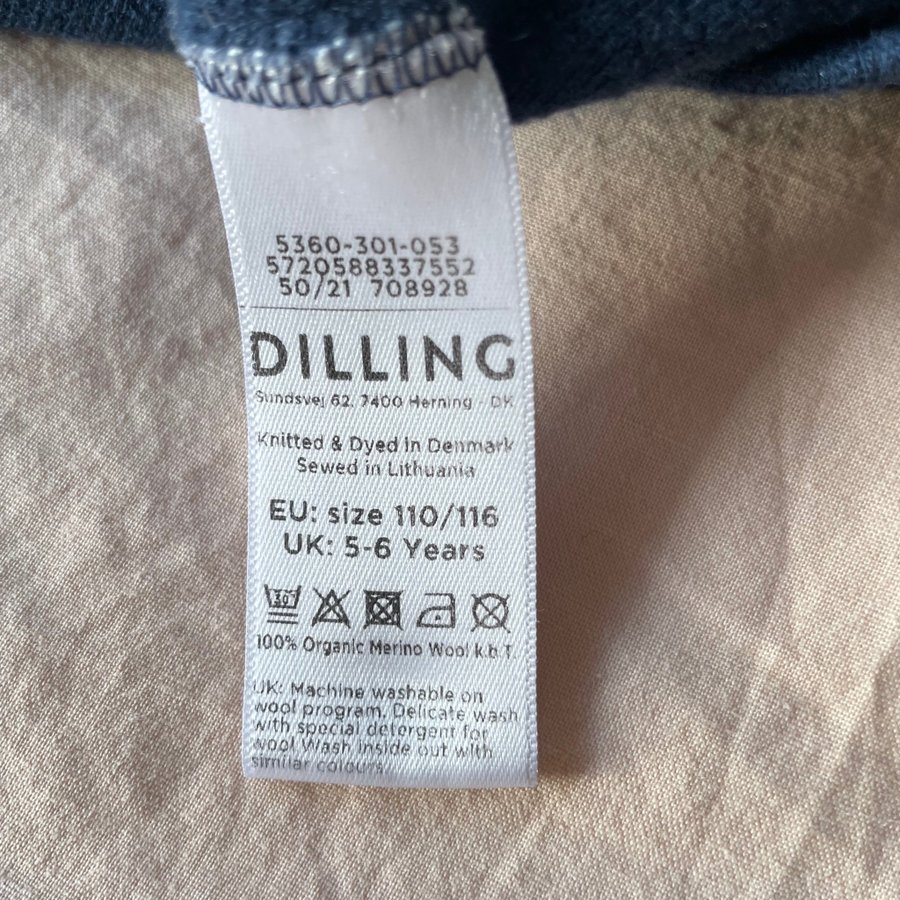 5360-301-053
5720588337552
50/21 708928
DILLING
Sundsvej 62, 7400 Herning - DK
Knitted & Dyed in Denmark
Sewed in Lithuania
EU: size 110/116
UK: 5-6 Years
30
100% Organic Merino Wool k.b.T.
UK: Machine washable on
wool program. Delicate wash
with special detergent for
wool Wash inside out with
similar colours.